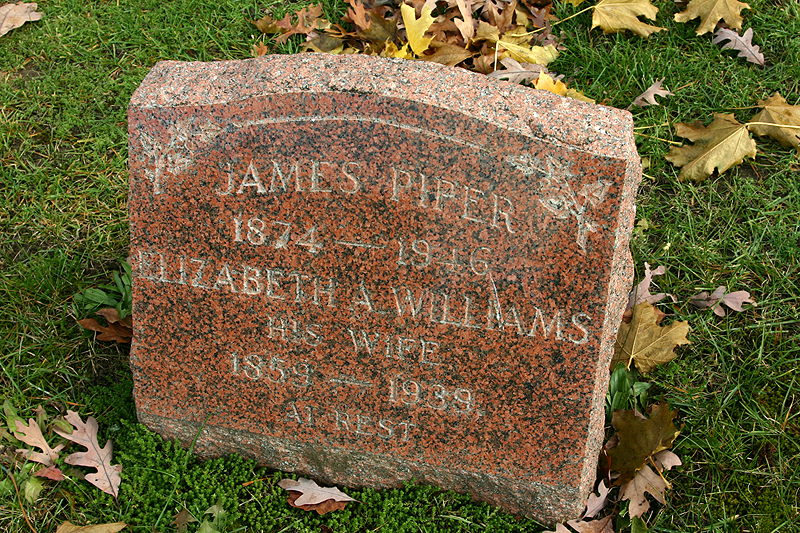 JAMES PIPER
1874 — 1946
ELIZABETH A. WILLIAMS
HIS WIFE
1859 — 1939.
AT REST